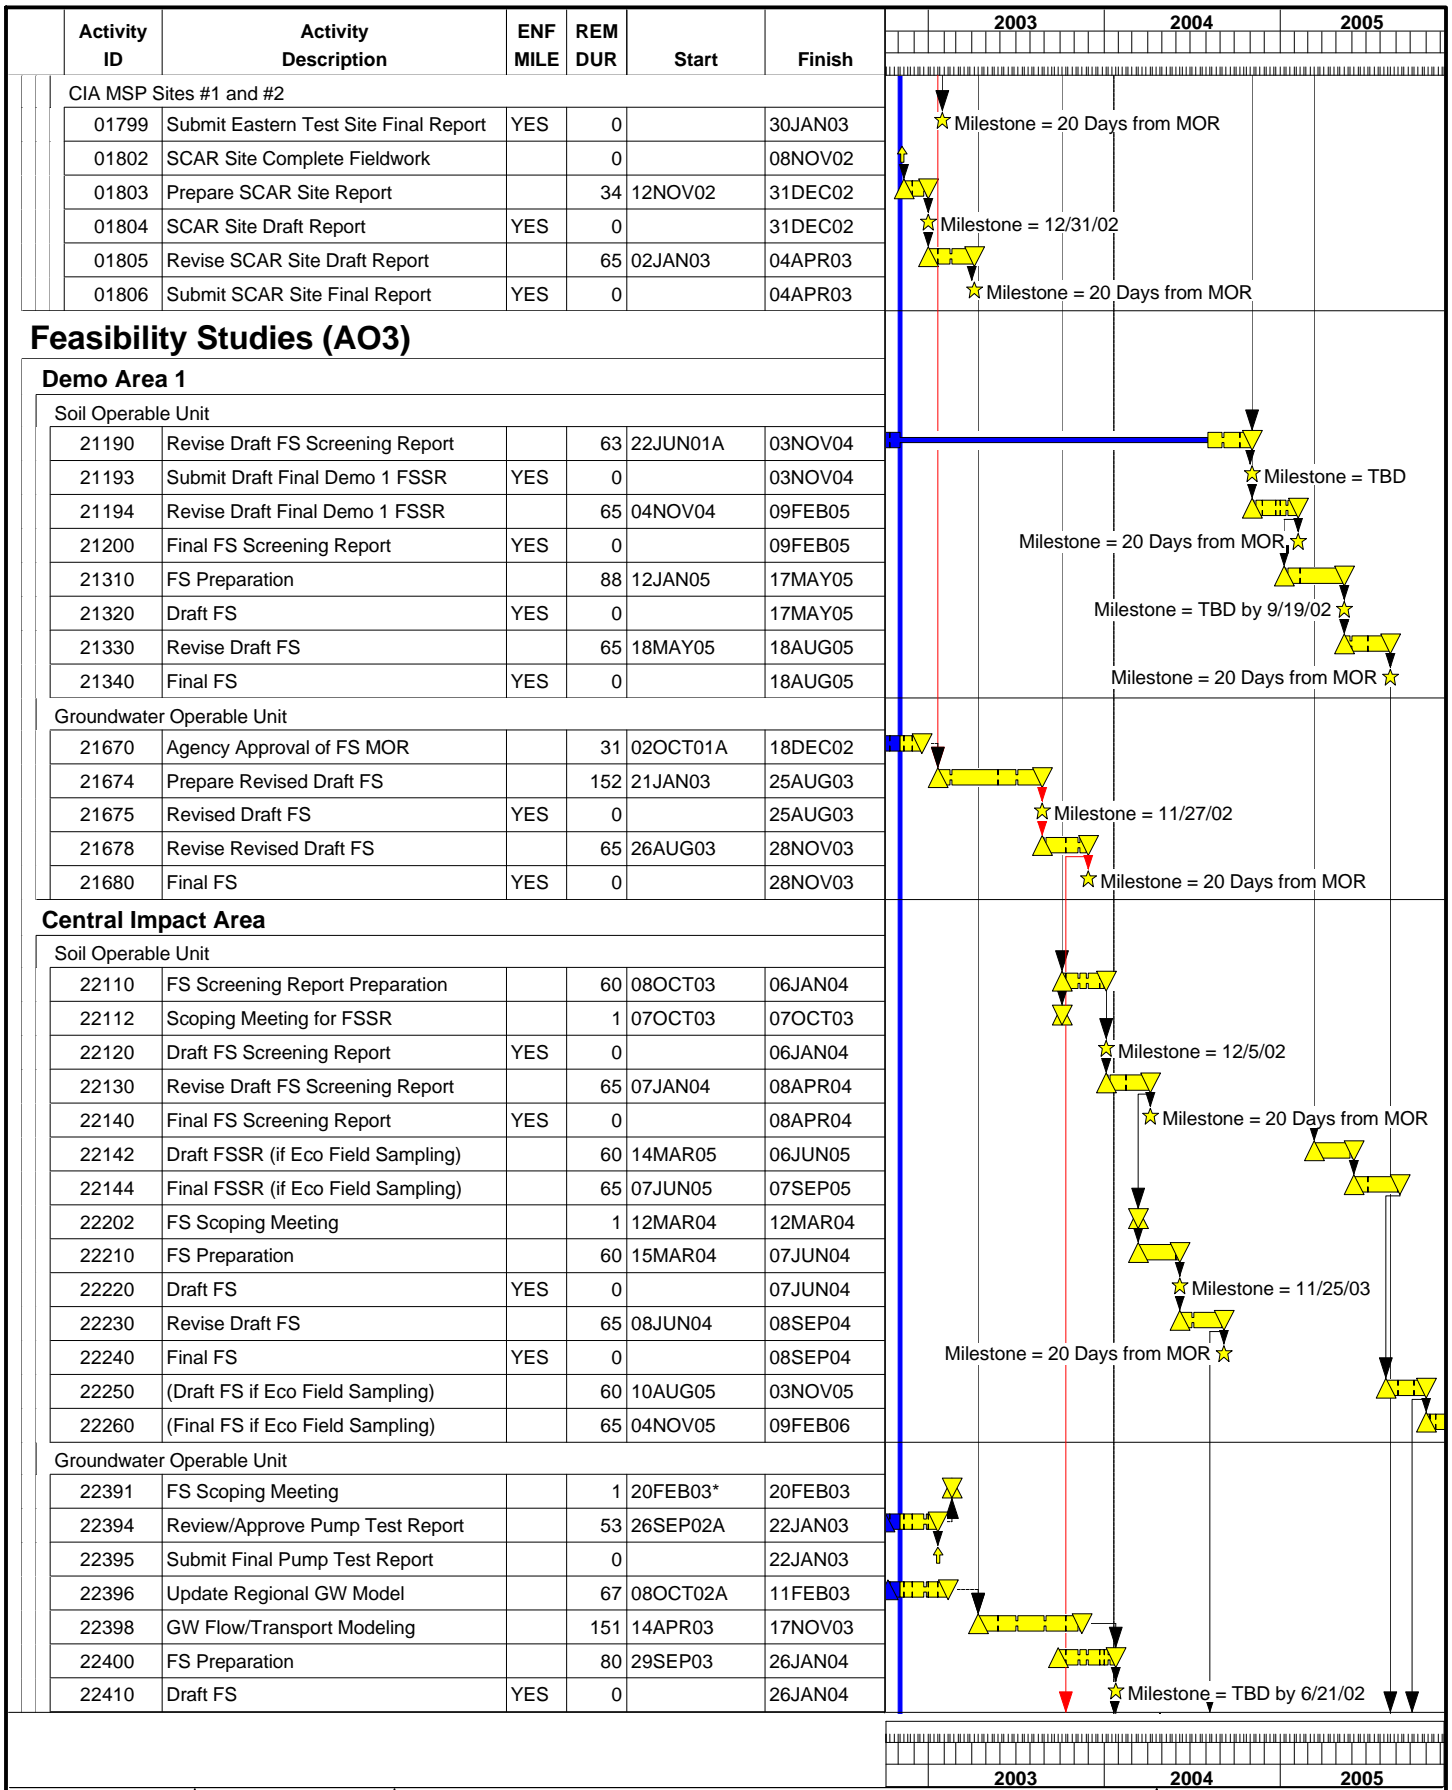 2003 2004 2005
Activity Activity ENF REM
ID Description MILE DUR Start Finish
CIA MSP Sites #1 and #2
01799 Submit Eastern Test Site Final Report YES 0 30JAN03 Milestone = 20 Days from MOR
01802 SCAR Site Complete Fieldwork 0 08NOV02
01803 Prepare SCAR Site Report 34 12NOV02 31DEC02
01804 SCAR Site Draft Report YES 0 31DEC02 Milestone = 12/31/02
01805 Revise SCAR Site Draft Report 65 02JAN03 04APR03
01806 Submit SCAR Site Final Report YES 0 04APR03 Milestone = 20 Days from MOR
Feasibility Studies (AO3)
Demo Area 1
Soil Operable Unit
21190 Revise Draft FS Screening Report 63 22JUN01A 03NOV04
21193 Submit Draft Final Demo 1 FSSR YES 0 03NOV04 Milestone = TBD
21194 Revise Draft Final Demo 1 FSSR 65 04NOV04 09FEB05
21200 Final FS Screening Report YES 0 09FEB05 Milestone = 20 Days from MOR
21310 FS Preparation 88 12JAN05 17MAY05
21320 Draft FS YES 0 17MAY05 Milestone = TBD by 9/19/02
21330 Revise Draft FS 65 18MAY05 18AUG05
21340 Final FS YES 0 18AUG05 Milestone = 20 Days from MOR
Groundwater Operable Unit
21670 Agency Approval of FS MOR 31 02OCT01A 18DEC02
21674 Prepare Revised Draft FS 152 21JAN03 25AUG03
21675 Revised Draft FS YES 0 25AUG03 Milestone = 11/27/02
21678 Revise Revised Draft FS 65 26AUG03 28NOV03
21680 Final FS YES 0 28NOV03 Milestone = 20 Days from MOR
Central Impact Area
Soil Operable Unit
22110 FS Screening Report Preparation 60 08OCT03 06JAN04
22112 Scoping Meeting for FSSR 1 07OCT03 07OCT03
22120 Draft FS Screening Report YES 0 06JAN04 Milestone = 12/5/02
22130 Revise Draft FS Screening Report 65 07JAN04 08APR04
22140 Final FS Screening Report YES 0 08APR04 Milestone = 20 Days from MOR
22142 Draft FSSR (if Eco Field Sampling) 60 14MAR05 06JUN05
22144 Final FSSR (if Eco Field Sampling) 65 07JUN05 07SEP05
22202 FS Scoping Meeting 1 12MAR04 12MAR04
22210 FS Preparation 60 15MAR04 07JUN04
22220 Draft FS YES 0 07JUN04 Milestone = 11/25/03
22230 Revise Draft FS 65 08JUN04 08SEP04
22240 Final FS YES 0 08SEP04 Milestone = 20 Days from MOR
22250 (Draft FS if Eco Field Sampling) 60 10AUG05 03NOV05
22260 (Final FS if Eco Field Sampling) 65 04NOV05 09FEB06
Groundwater Operable Unit
22391 FS Scoping Meeting 1 20FEB03* 20FEB03
22394 Review/Approve Pump Test Report 53 26SEP02A 22JAN03
22395 Submit Final Pump Test Report 0 22JAN03
22396 Update Regional GW Model 67 08OCT02A 11FEB03
22398 GW Flow/Transport Modeling 151 14APR03 17NOV03
22400 FS Preparation 80 29SEP03 26JAN04
22410 Draft FS YES 0 26JAN04 Milestone = TBD by 6/21/02
2003 2004 2005